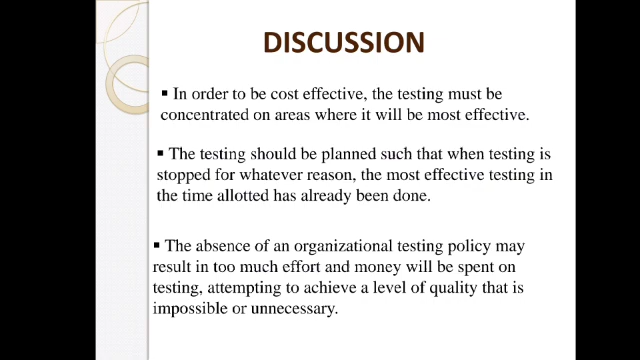 DISCUSSION
▪ In order to be cost effective, the testing must be
concentrated on areas where it will be most effective.
▪ The testing should be planned such that when testing is
stopped for whatever reason, the most effective testing in
the time allotted has already been done.
▪ The absence of an organizational testing policy may
result in too much effort and money will be spent on
testing, attempting to achieve a level of quality that is
impossible or unnecessary.